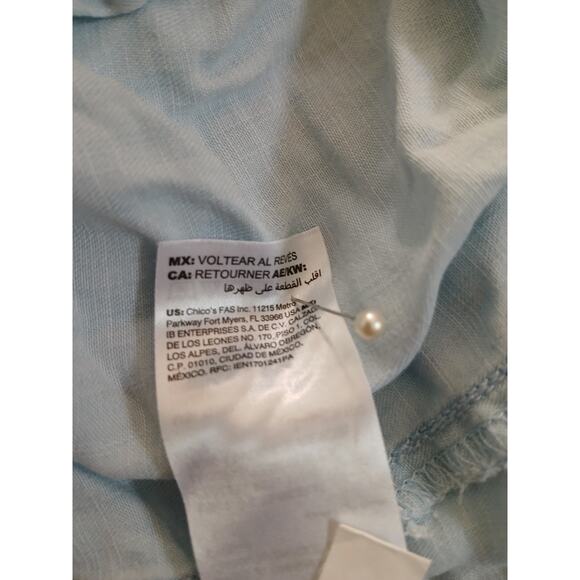 MX: VOLTEAR AL REVÉS
CA: RETOURNER AE/KW:
اقلب القطعة على ظهرها
US: Chico's FAS Inc. 11215 Metro
Parkway Fort Myers, FL 33966 USA
IB ENTERPRISES S.A. DE C.V. CALZADA
DE LOS LEONES NO. 170, PISO 1, COL.
LOS ALPES, DEL. ÁLVARO OBREGÓN,
C.P. 01010, CIUDAD DE MÉXICO,
MÉXICO. RFC: IEN1701241PA